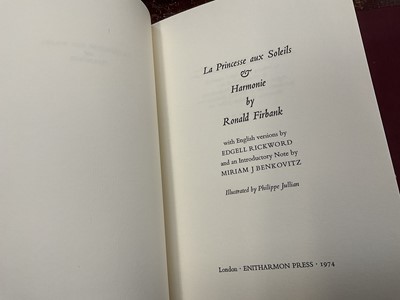 La Princesse aux Soleils
&
Harmonie
by
Ronald Firbank
with English versions by
EDGELL RICKWORD
and an Introductory Note by
MIRIAM J BENKOVITZ
Illustrated by Philippe Jullian
London · ENITHARMON PRESS · 1974